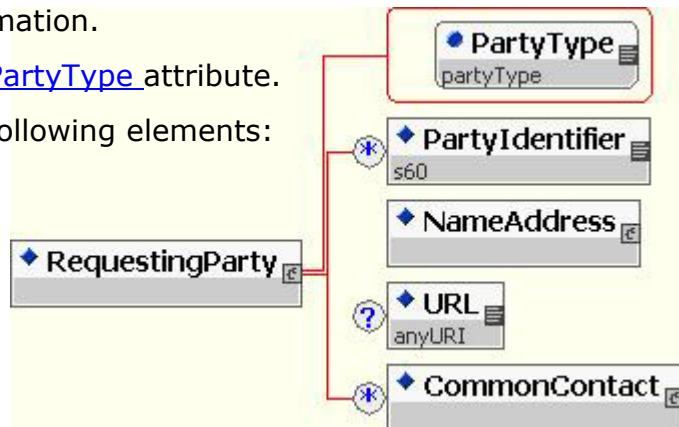 mation.
PartyType attribute.
ollowing elements:
PartyType
partyType
* PartyIdentifier
s60
NameAddress
RequestingParty
? URL
anyURI
* CommonContact